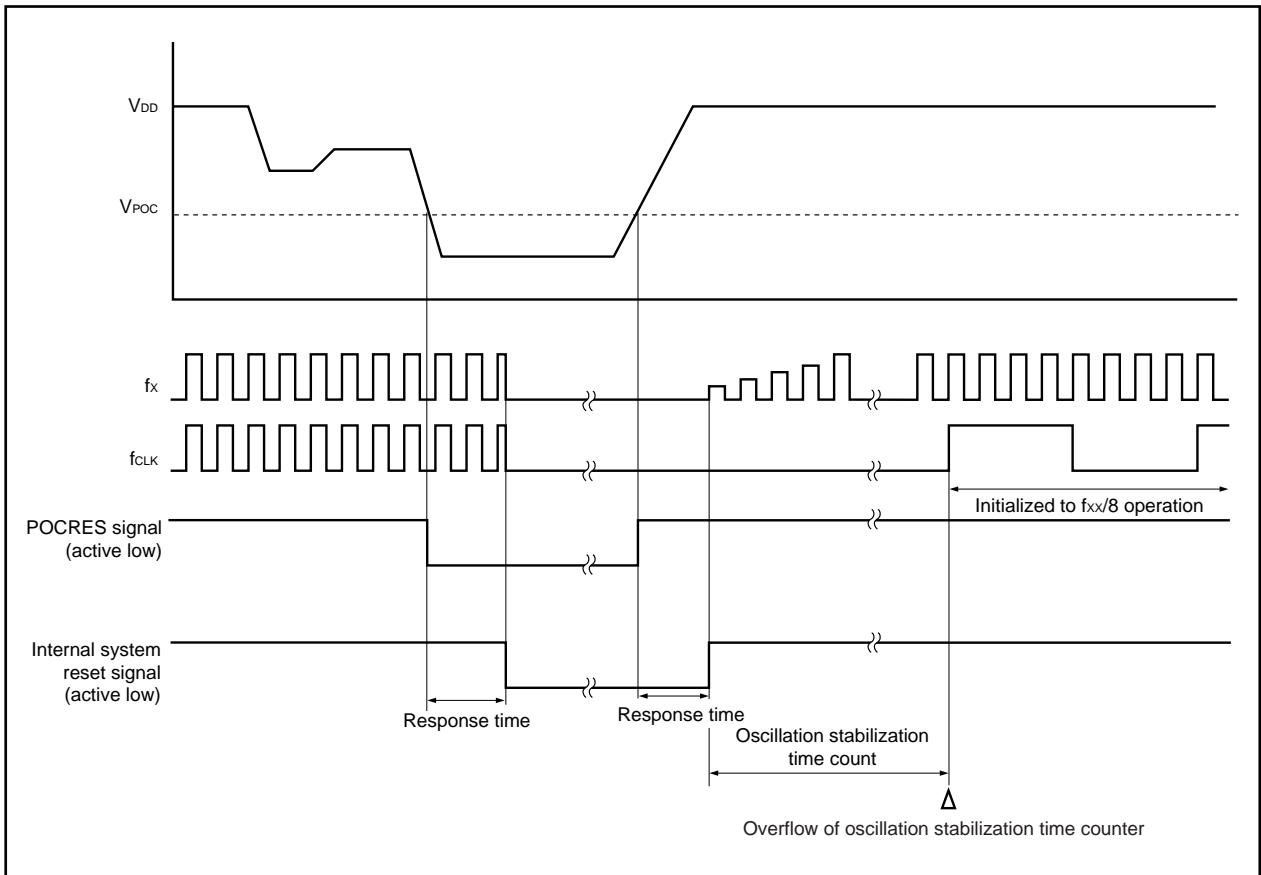 VDD
VPOC
fX
fCLK
Initialized to fXX/8 operation
POCRES signal
(active low)
Internal system
reset signal
(active low)
Response time
Response time
Oscillation stabilization
time count
Overflow of oscillation stabilization time counter